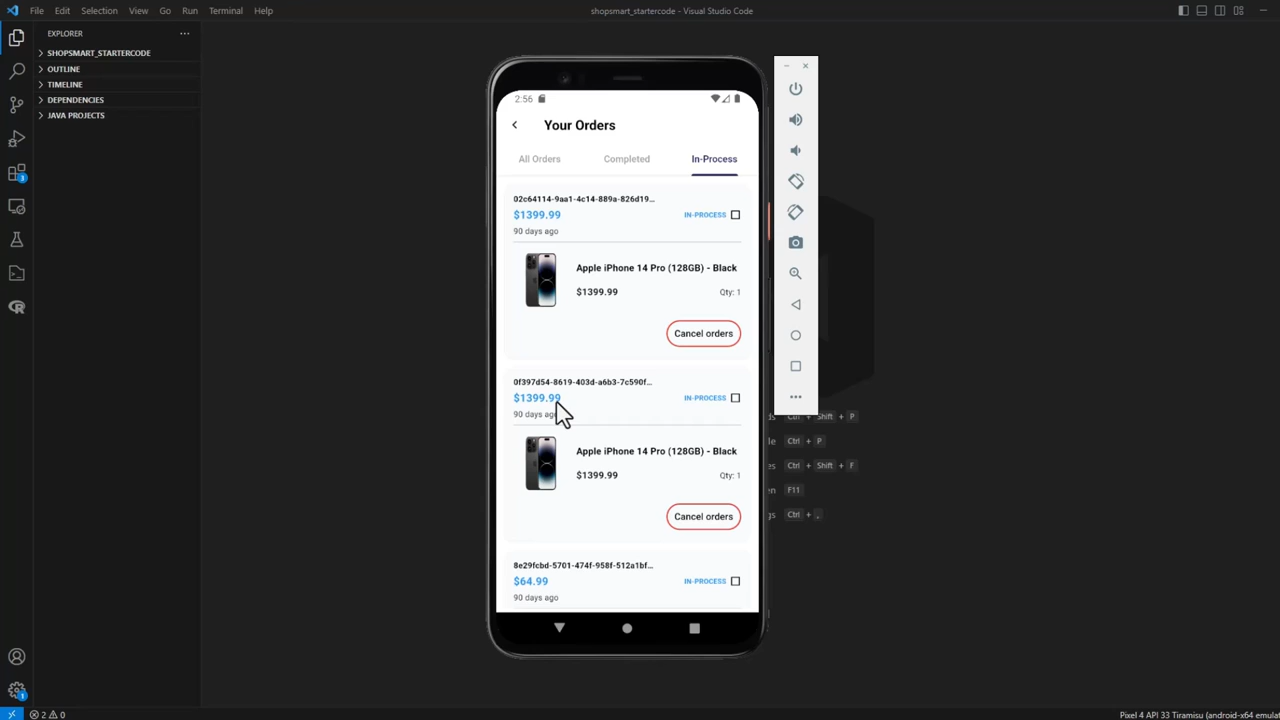 File Edit Selection View Go Run Terminal Help
shopsmart_startercode - Visual Studio Code
EXPLORER
SHOPSMART_STARTERCODE
OUTLINE
TIMELINE
DEPENDENCIES
JAVA PROJECTS
2:56
Your Orders
All Orders Completed In-Process
02c64114-9aa1-4c14-889a-826d19...
$1399.99 IN-PROCESS
90 days ago
Apple iPhone 14 Pro (128GB) - Black
$1399.99 Qty: 1
Cancel orders
0f397d54-8619-403d-a6b3-7c590f...
$1399.99 IN-PROCESS
90 days ago
Apple iPhone 14 Pro (128GB) - Black
$1399.99 Qty: 1
Cancel orders
8e29fcbd-5701-474f-958f-512a1bf...
$64.99 IN-PROCESS
90 days ago
Ctrl + Shift + P
Ctrl + P
Ctrl + Shift + F
F11
Ctrl + ,
3
1
2 0
Pixel 4 API 33 Tiramisu (android-x64 emula